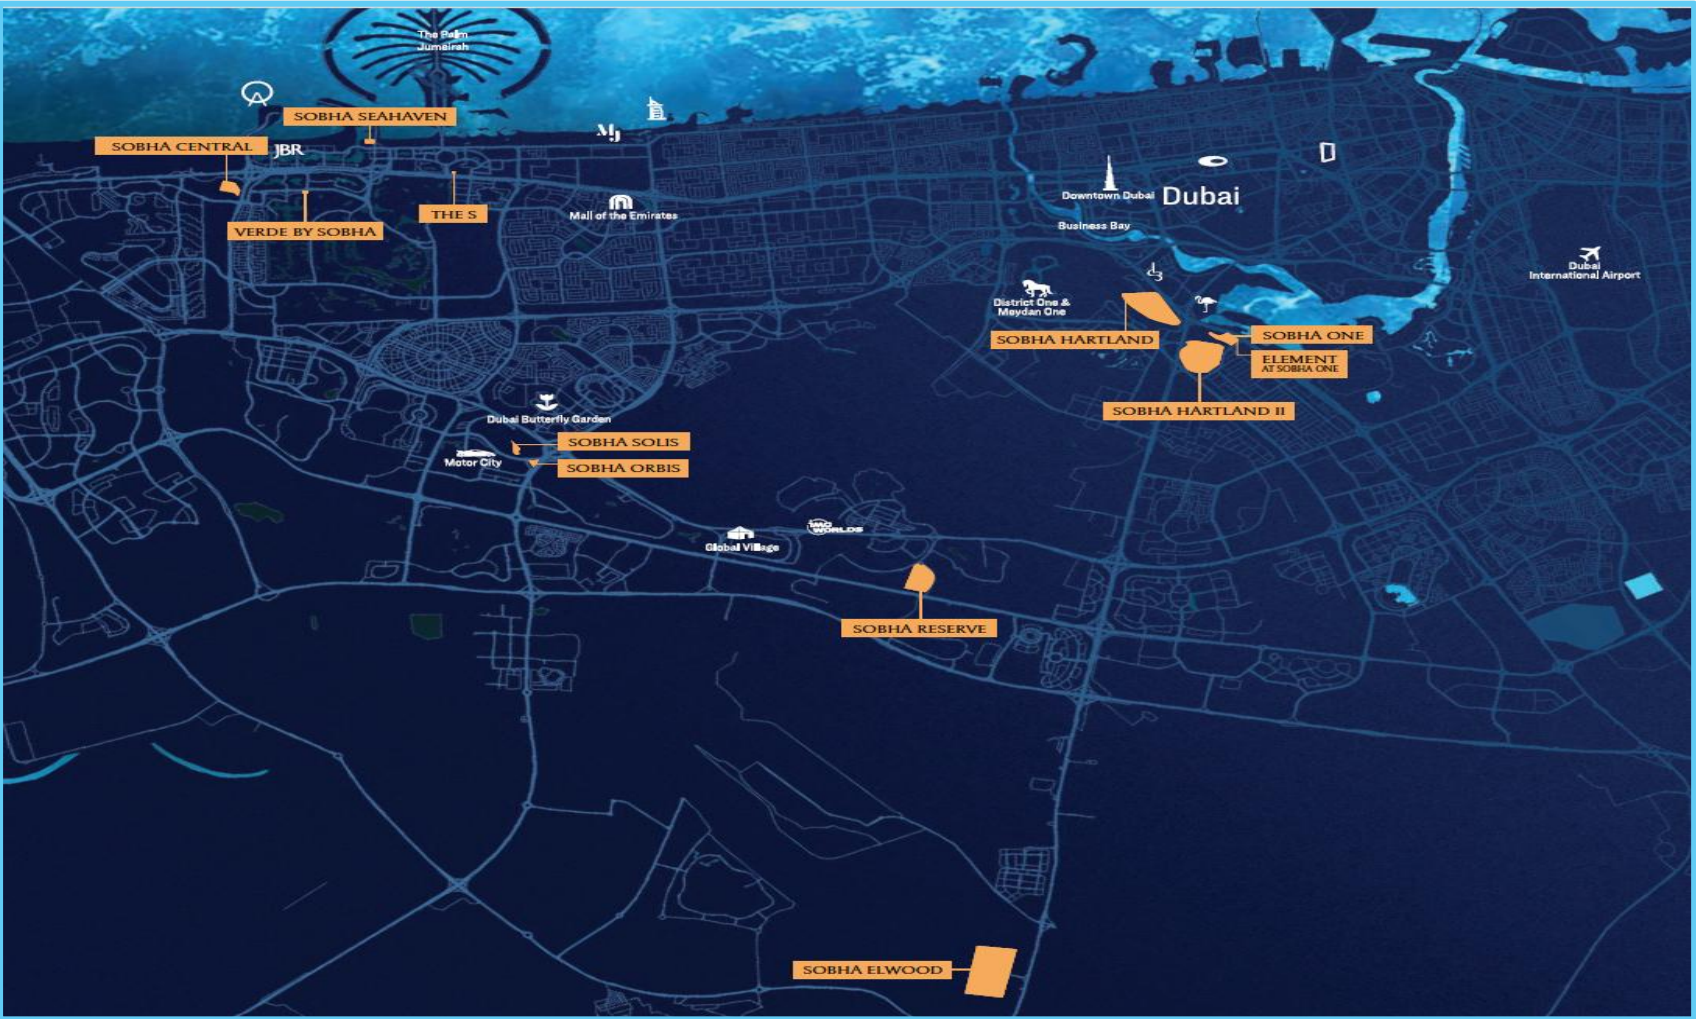 The Palm
Jumeirah
SOBHA SEAHAVEN
SOBHA CENTRAL
JBR
MJ
THE S
VERDE BY SOBHA
Mall of the Emirates
Downtown Dubai
Dubai
Business Bay
Dubai
International Airport
District One &
Meydan One
SOBHA HARTLAND
SOBHA ONE
ELEMENT
AT SOBHA ONE
SOBHA HARTLAND II
Dubai Butterfly Garden
SOBHA SOLIS
Motor City
SOBHA ORBIS
IMG
WORLDS
Global Village
SOBHA RESERVE
SOBHA ELWOOD